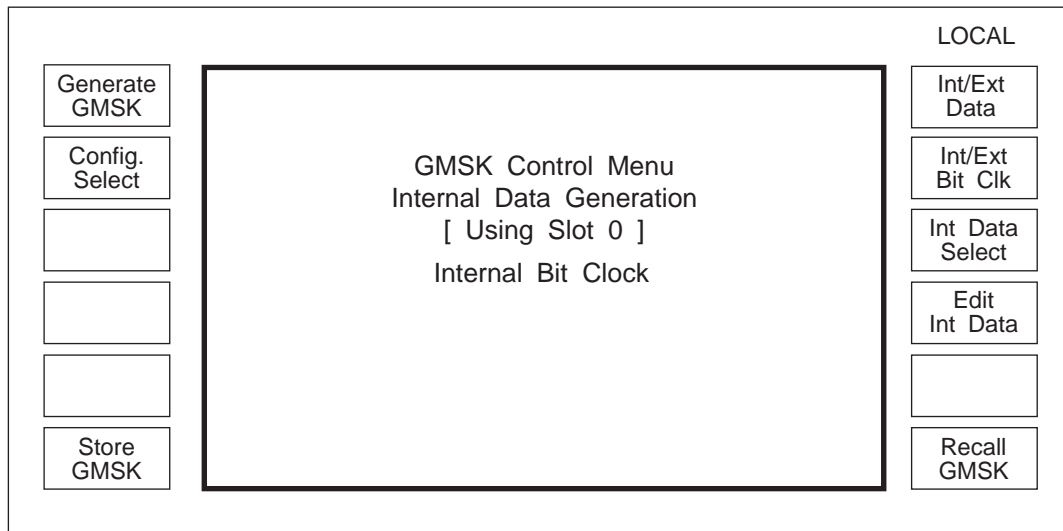 LOCAL
Generate
GMSK
Config.
Select
Store
GMSK
GMSK Control Menu
Internal Data Generation
[ Using Slot 0 ]
Internal Bit Clock
Int/Ext
Data
Int/Ext
Bit Clk
Int Data
Select
Edit
Int Data
Recall
GMSK